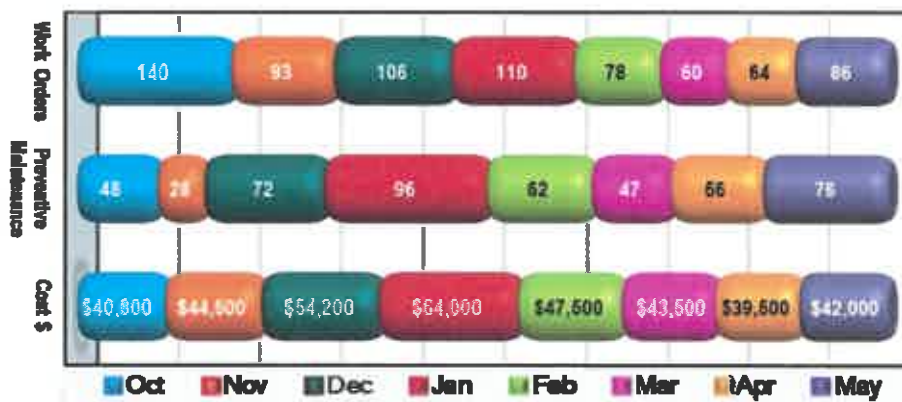 Work Orders
140 93 106 110 78 60 64 86
Preventive
Maintenance
48 28 72 96 62 47 66 76
Cost $
$40,800 $44,500 $54,200 $64,000 $47,500 $43,500 $39,500 $42,000
Oct Nov Dec Jan Feb Mar Apr May